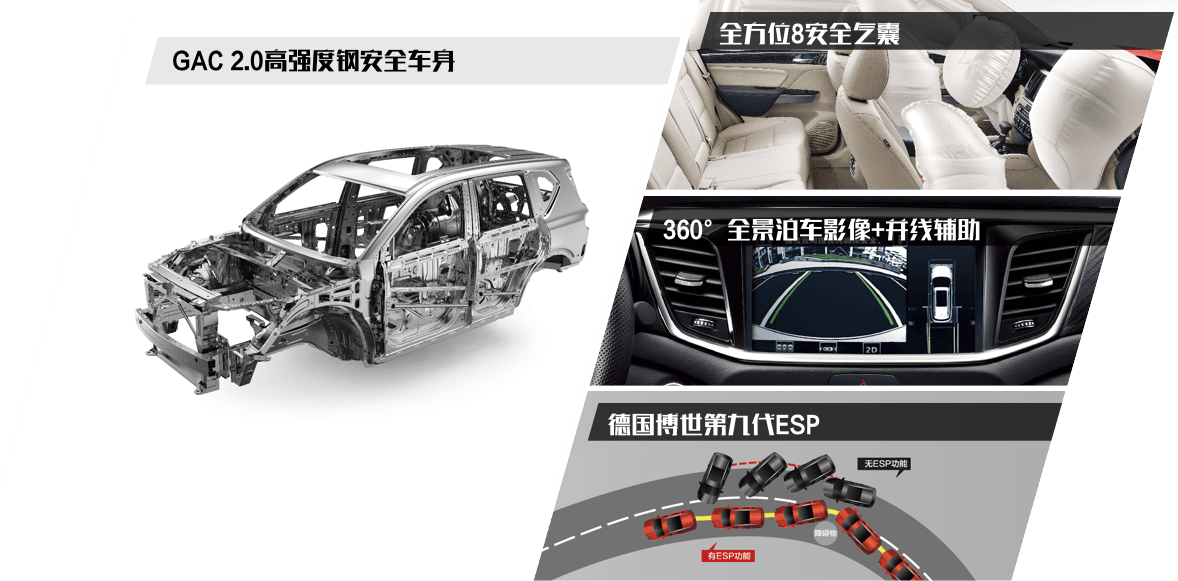 GAC 2.0高强度钢安全车身
全方位8安全气囊
360° 全景泊车影像+并线辅助
2D
德国博世第九代ESP
无ESP功能
障碍物
有ESP功能